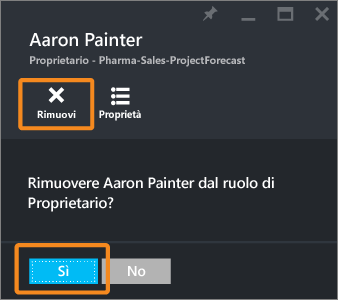 Aaron Painter
Proprietario - Pharma-Sales-ProjectForecast
Rimuovi Proprietà
Rimuovere Aaron Painter dal ruolo di
Proprietario?
Sì No